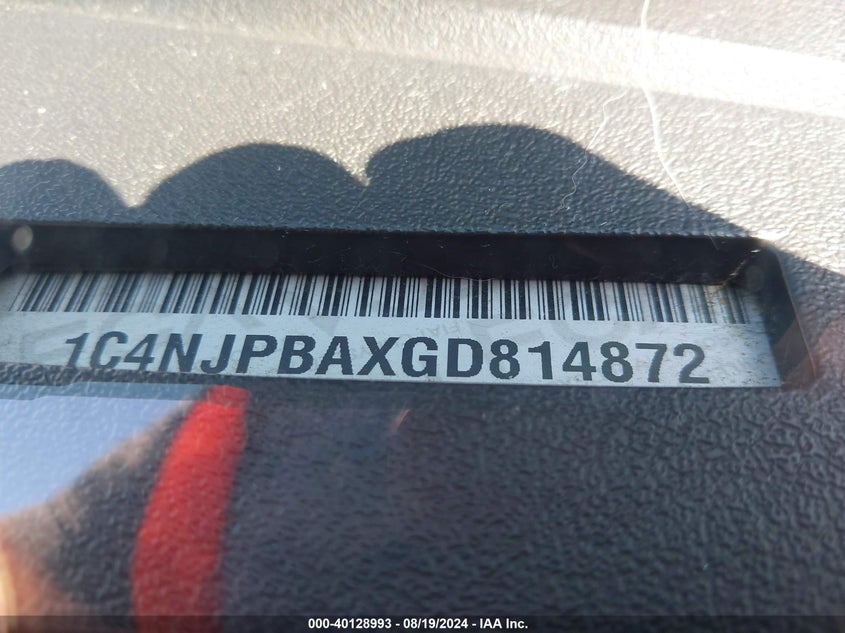 1C4NJPBAXGD814872
000-40128993 - 08/19/2024 - IAA Inc.